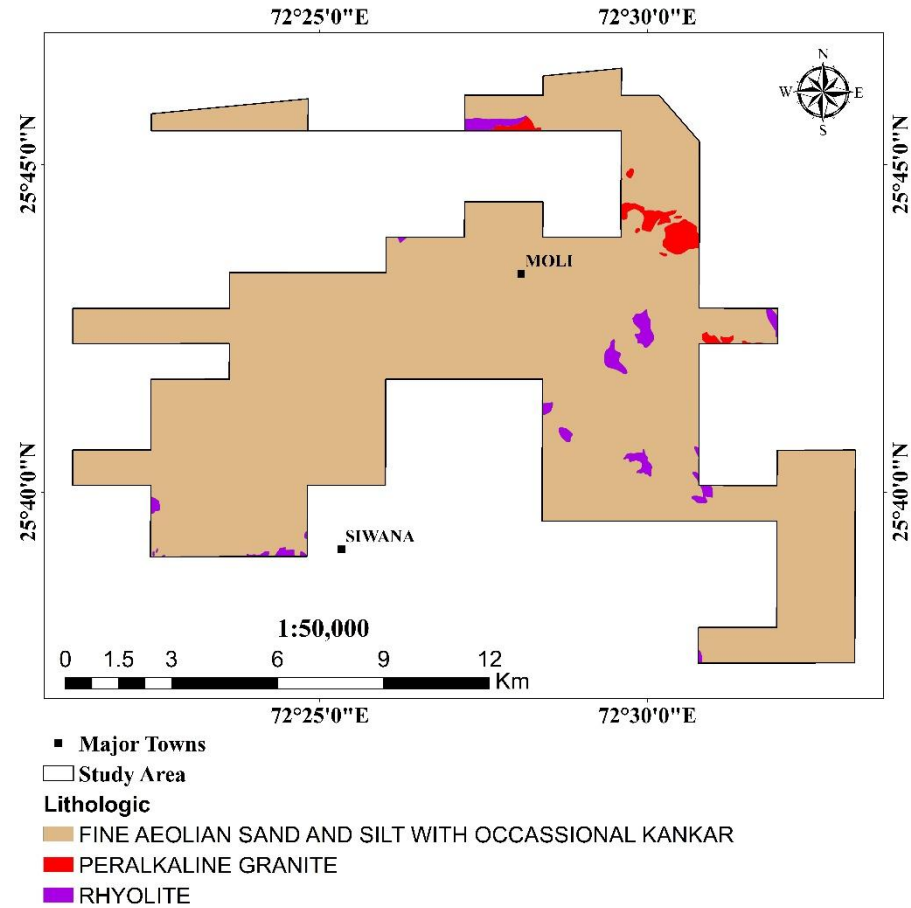 72°25'0"E 72°30'0"E
N
W E
S
25°45'0"N 25°45'0"N
MOLI
25°40'0"N 25°40'0"N
SIWANA
1:50,000
0 1.5 3 6 9 12
Km
72°25'0"E 72°30'0"E
Major Towns
Study Area
Lithologic
FINE AEOLIAN SAND AND SILT WITH OCCASSIONAL KANKAR
PERALKALINE GRANITE
RHYOLITE